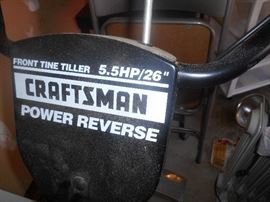 FRONT TINE TILLER 5.5HP/26"
CRAFTSMAN
POWER REVERSE